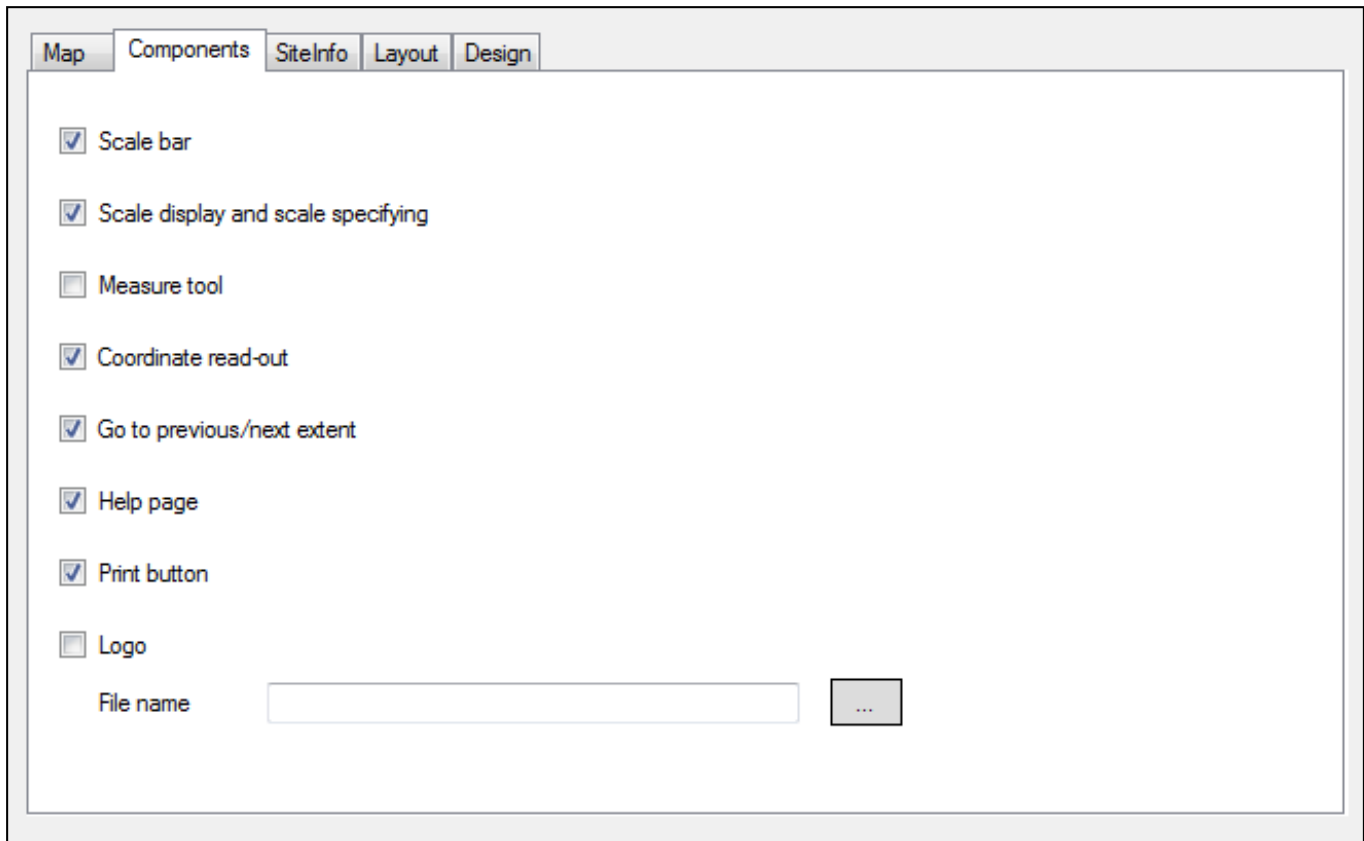 Map Components SiteInfo Layout Design
Scale bar
Scale display and scale specifying
Measure tool
Coordinate read-out
Go to previous/next extent
Help page
Print button
Logo
File name ...